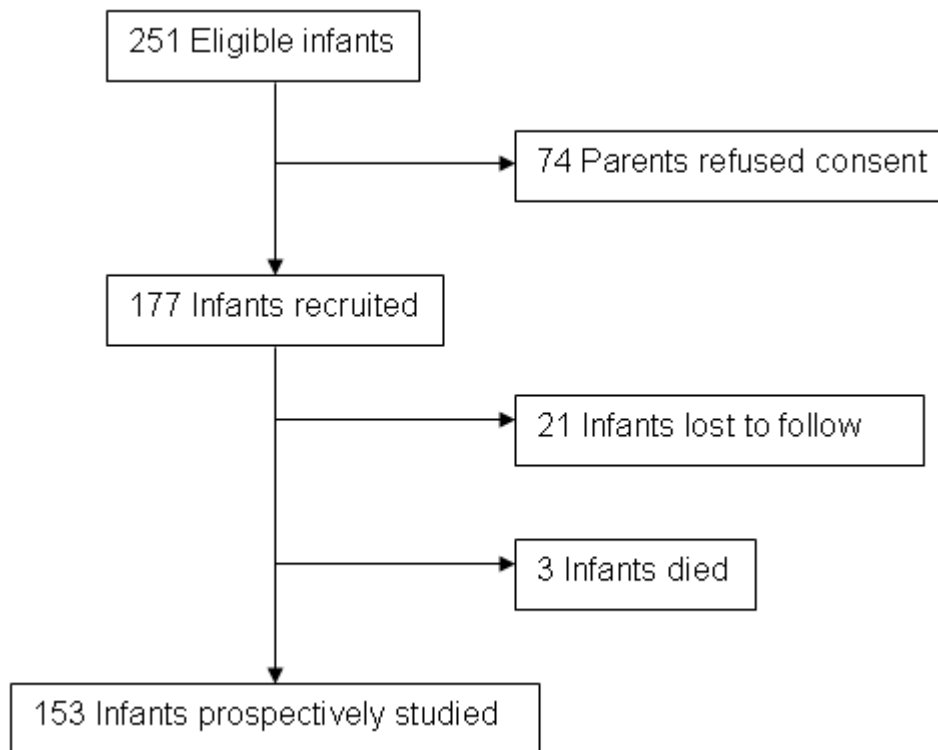 251 Eligible infants
74 Parents refused consent
177 Infants recruited
21 Infants lost to follow
3 Infants died
153 Infants prospectively studied